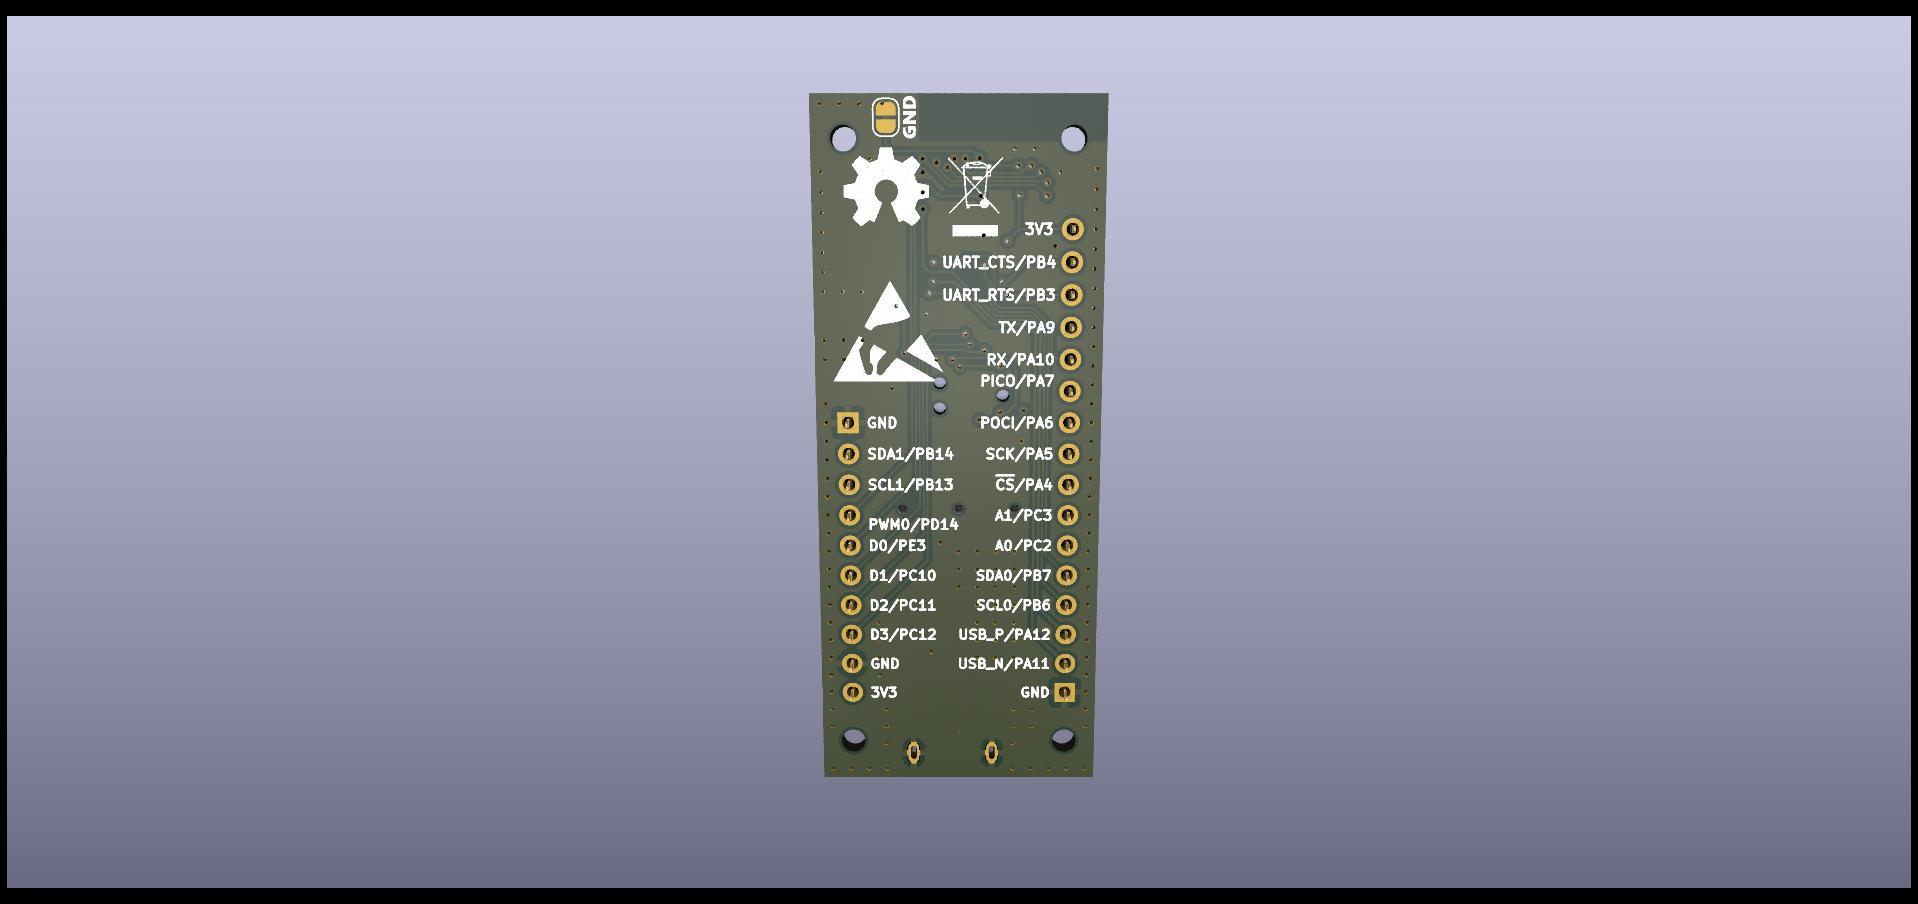 GND
3V3
UART_CTS/PB4
UART_RTS/PB3
TX/PA9
RX/PA10
PICO/PA7
GND POCI/PA6
SDA1/PB14 SCK/PA5
SCL1/PB13 CS/PA4
A1/PC3
PWM0/PD14
D0/PE3 A0/PC2
D1/PC10 SDA0/PB7
D2/PC11 SCL0/PB6
D3/PC12 USB_P/PA12
GND USB_N/PA11
3V3 GND